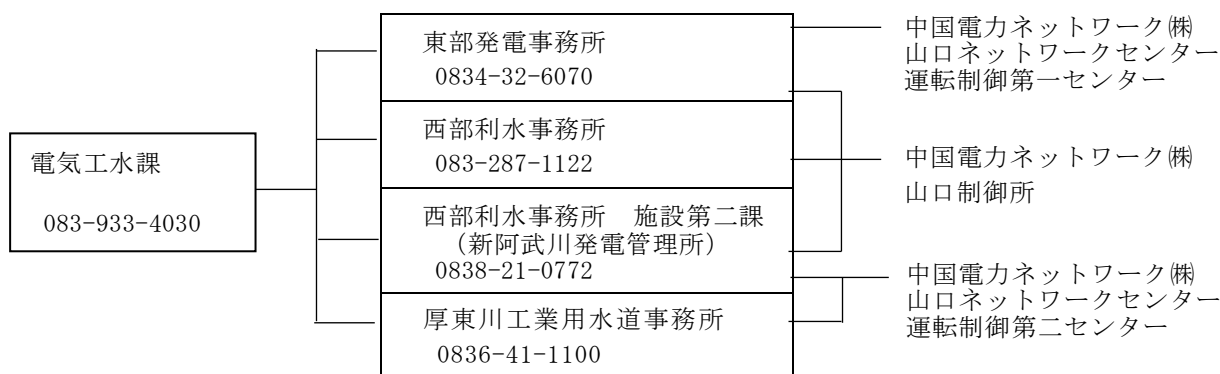 電気工水課
083-933-4030
東部発電事務所
0834-32-6070
西部利水事務所
083-287-1122
西部利水事務所　施設第二課
（新阿武川発電管理所）
0838-21-0772
厚東川工業用水道事務所
0836-41-1100
中国電力ネットワーク㈱
山口ネットワークセンター
運転制御第一センター
中国電力ネットワーク㈱
山口制御所
中国電力ネットワーク㈱
山口ネットワークセンター
運転制御第二センター